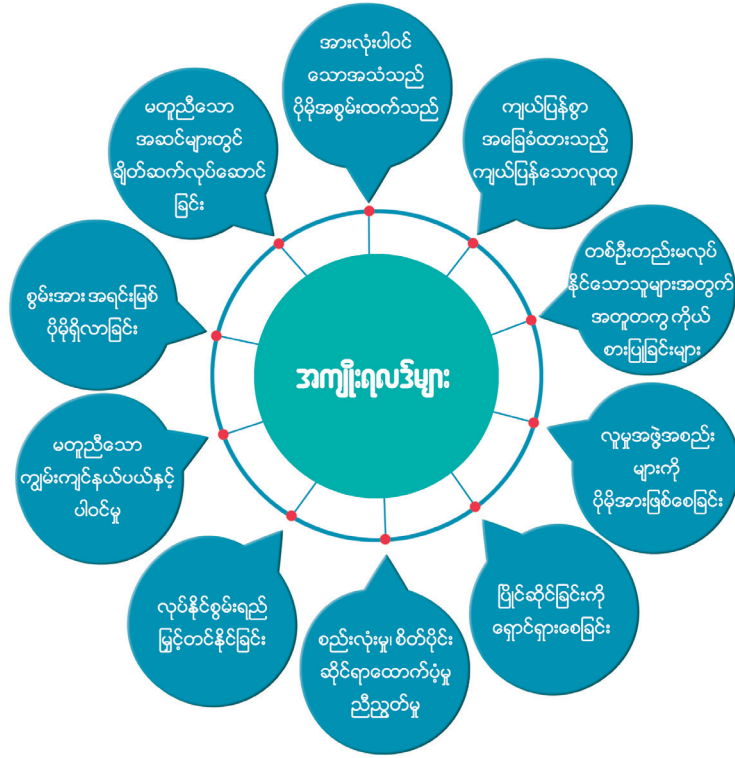 အားလုံးပါဝင်
သောအသံသည်
ပိုမိုအစွမ်းထက်သည်
ကျယ်ပြန်စွာ
အခြေခံထားသည့်
ကျယ်ပြန်သောလူထု
တစ်ဦးတည်းမလုပ်
နိုင်သောသူများအတွက်
အတူတကွ ကိုယ်
စားပြုခြင်းများ
လူမှုအဖွဲ့အစည်း
များကို
ပိုမိုအားဖြစ်စေခြင်း
ပြိုင်ဆိုင်ခြင်းကို
ရှောင်ရှားစေခြင်း
စည်းလုံးမှု၊ စိတ်ပိုင်း
ဆိုင်ရာထောက်ပံ့မှု
ညီညွတ်မှု
လုပ်နိုင်စွမ်းရည်
မြှင့်တင်နိုင်ခြင်း
မတူညီသော
ကျွမ်းကျင်နယ်ပယ်နှင့်
ပါဝင်မှု
စွမ်းအား အရင်းမြစ်
ပိုမိုရှိလာခြင်း
မတူညီသော
အဆင်များတွင်
ချိတ်ဆက်လုပ်ဆောင်
ခြင်း
အကျိုးရလဒ်များ